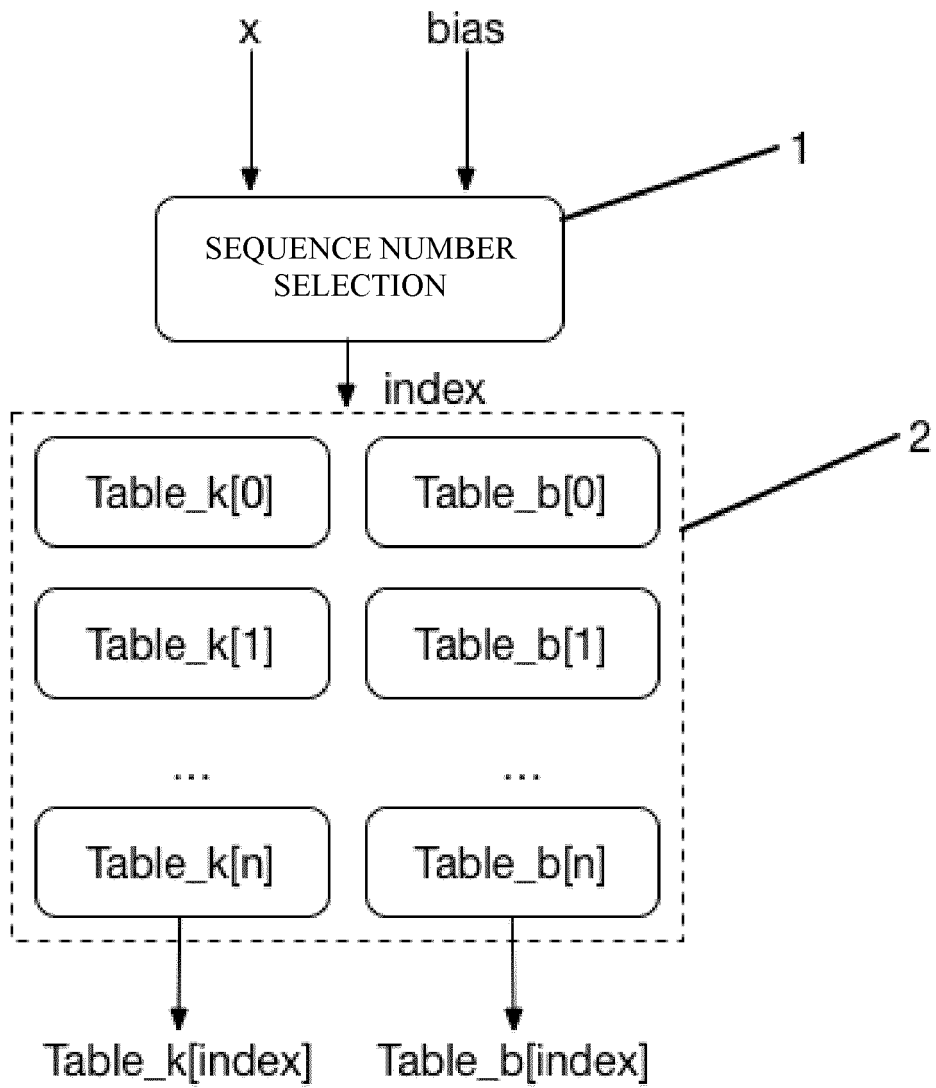 x bias
1
SEQUENCE NUMBER
SELECTION
index
2
Table_k[0] Table_b[0]
Table_k[1] Table_b[1]
... ...
Table_k[n] Table_b[n]
Table_k[index] Table_b[index]